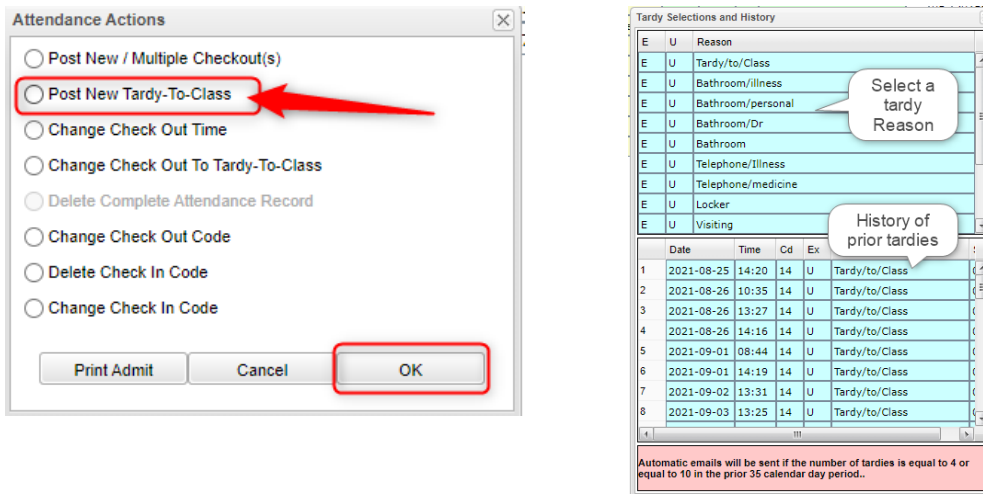 Attendance Actions
Post New / Multiple Checkout(s)
Post New Tardy-To-Class
Change Check Out Time
Change Check Out To Tardy-To-Class
Delete Complete Attendance Record
Change Check Out Code
Delete Check In Code
Change Check In Code
Print Admit Cancel OK
Tardy Selections and History
E U Reason
E U Tardy/to/Class
E U Bathroom/illness
E U Bathroom/personal
E U Bathroom/Dr
E U Bathroom
E U Telephone/Illness
E U Telephone/medicine
E U Locker
E U Visiting
Select a
tardy
Reason
History of
prior tardies
Date Time Cd Ex
1 2021-08-25 14:20 14 U Tardy/to/Class
2 2021-08-26 10:35 14 U Tardy/to/Class
3 2021-08-26 13:27 14 U Tardy/to/Class
4 2021-08-26 14:16 14 U Tardy/to/Class
5 2021-09-01 08:44 14 U Tardy/to/Class
6 2021-09-01 14:19 14 U Tardy/to/Class
7 2021-09-02 13:31 14 U Tardy/to/Class
8 2021-09-03 13:25 14 U Tardy/to/Class
Automatic emails will be sent if the number of tardies is equal to 4 or
equal to 10 in the prior 35 calendar day period..